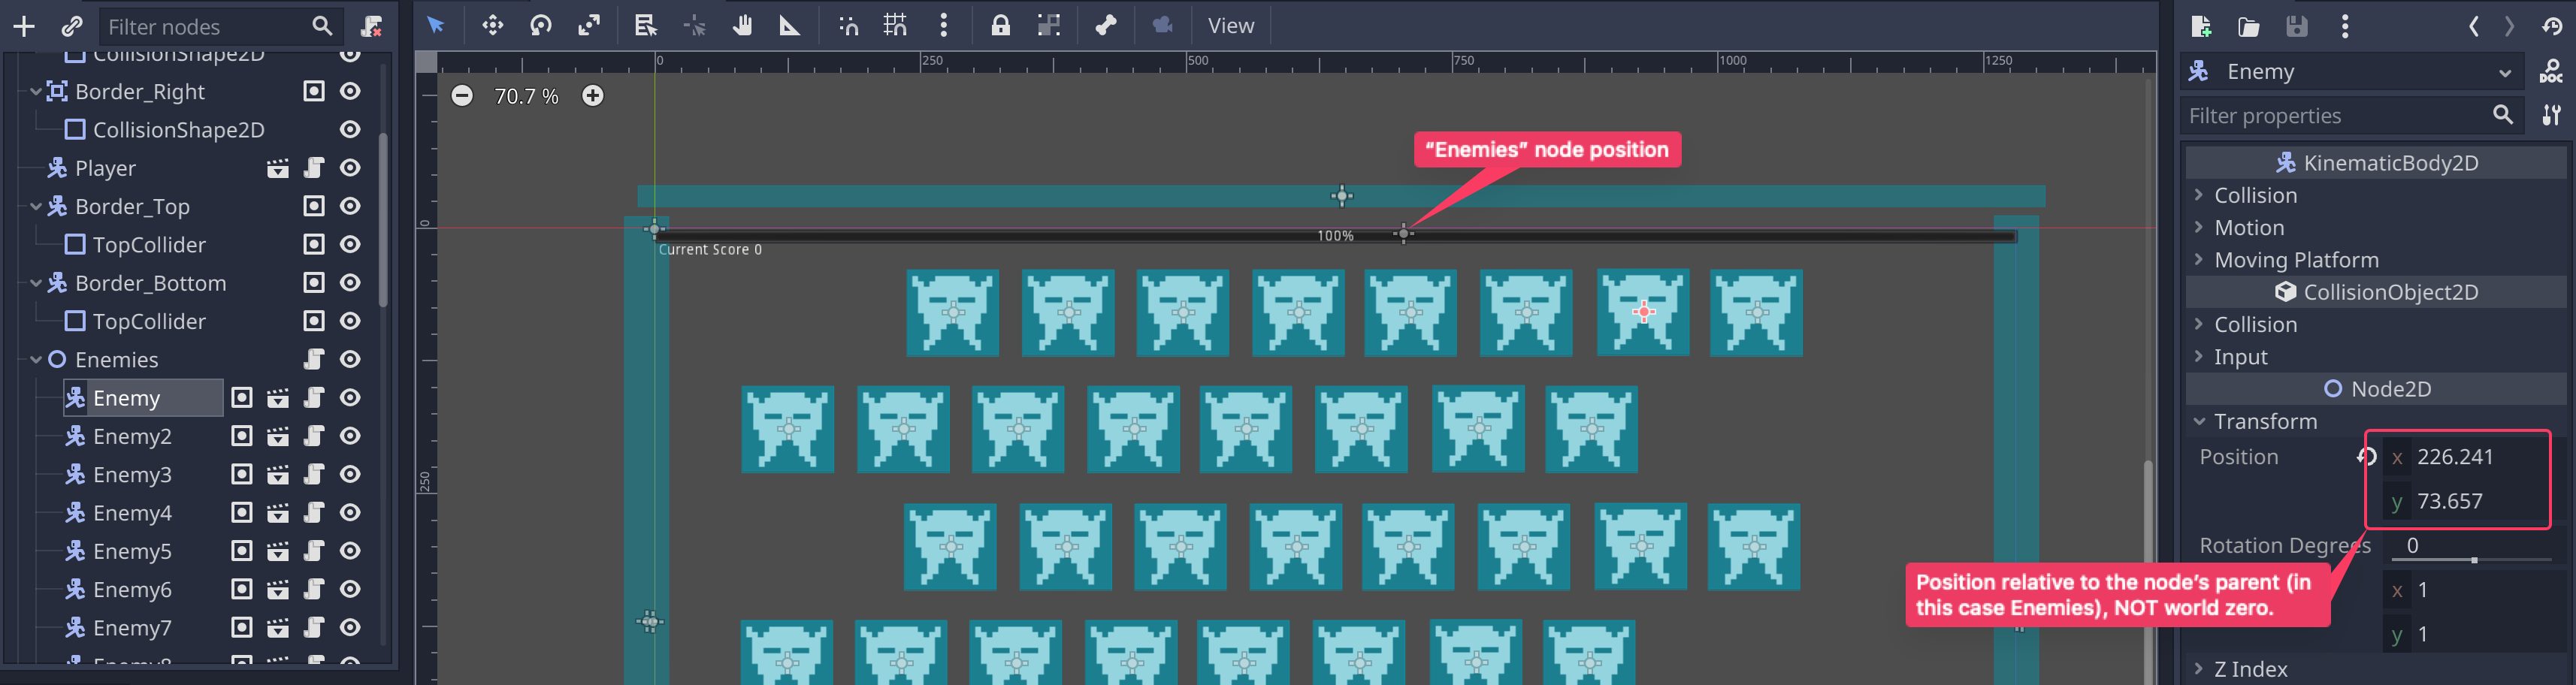 Filter nodes
CollisionShape2D
Border_Right
CollisionShape2D
Player
Border_Top
TopCollider
Border_Bottom
TopCollider
Enemies
Enemy
Enemy2
Enemy3
Enemy4
Enemy5
Enemy6
Enemy7
Enemy8
View
0
250
500
750
1000
1250
70.7 %
0
250
"Enemies" node position
100%
Current Score 0
Enemy
DOC
Filter properties
KinematicBody2D
Collision
Motion
Moving Platform
CollisionObject2D
Collision
Input
Node2D
Transform
Position
x 226.241
y 73.657
Rotation Degrees 0
Position relative to the node's parent (in
this case Enemies), NOT world zero.
x 1
y 1
Z Index